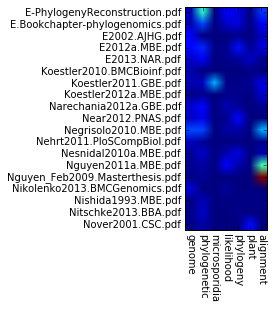 E-PhylogenyReconstruction.pdf
E.Bookchapter-phylogenomics.pdf
E2002.AJHG.pdf
E2012a.MBE.pdf
E2013.NAR.pdf
Koestler2010.BMCBioinf.pdf
Koestler2011.GBE.pdf
Koestler2012a.MBE.pdf
Narechania2012a.GBE.pdf
Near2012.PNAS.pdf
Negrisolo2010.MBE.pdf
Nehrt2011.PLoSCompBiol.pdf
Nesnidal2010a.MBE.pdf
Nguyen2011a.MBE.pdf
Nguyen_Feb2009.Masterthesis.pdf
Nikolenko2013.BMCGenomics.pdf
Nishida1993.MBE.pdf
Nitschke2013.BBA.pdf
Nover2001.CSC.pdf
genome
phylogenetic
microsporidia
likelihood
phylogeny
plant
alignment